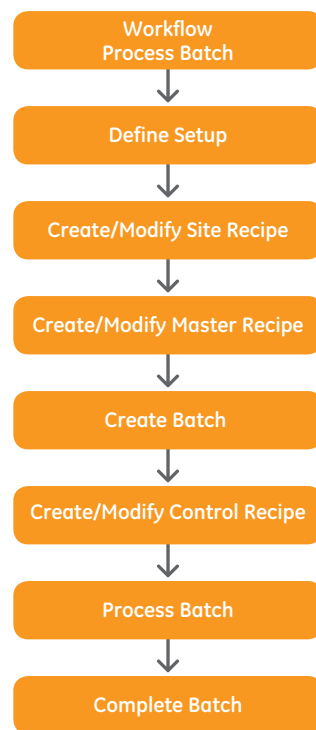 Workflow
Process Batch
Define Setup
Create/Modify Site Recipe
Create/Modify Master Recipe
Create Batch
Create/Modify Control Recipe
Process Batch
Complete Batch